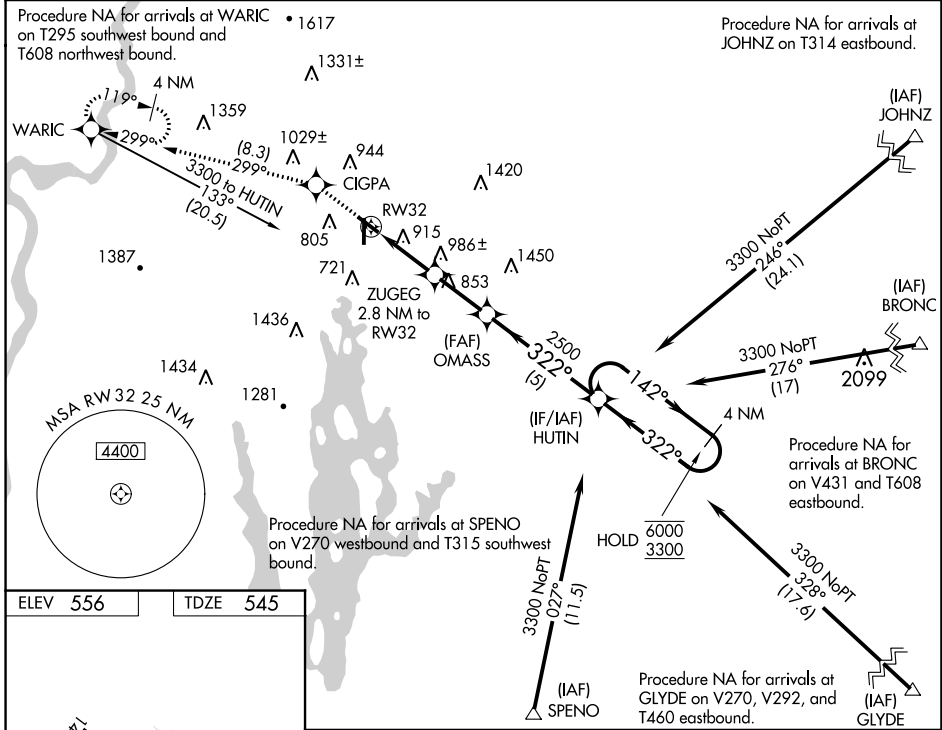 Procedure NA for arrivals at WARIC
on T295 southwest bound and
T608 northwest bound.
1617
Procedure NA for arrivals at
JOHNZ on T314 eastbound.
1331±
4 NM
119°
1359
(IAF)
JOHNZ
WARIC
299°
1029±
(8.3)
299°
944
3300 to HUTIN
133°
(20.5)
CIGPA
1420
RW32
805
915
986±
3300 NoPT
246°
(24.1)
1387
721
853
1450
ZUGEG
2.8 NM to
RW32
(IAF)
BRONC
1436
(FAF)
OMASS
2500
322°
(5)
3300 NoPT
276°
(17)
2099
1434
142°
1281
4 NM
MSA RW 32 25 NM
4400
(IF/IAF)
HUTIN
322°
Procedure NA for
arrivals at BRONC
on V431 and T608
eastbound.
Procedure NA for arrivals at SPENO
on V270 westbound and T315 southwest
bound.
HOLD
6000
3300
3300 NoPT
027°
(11.5)
3300 NoPT
328°
(17.6)
ELEV 556
TDZE 545
(IAF)
SPENO
Procedure NA for arrivals at
GLYDE on V270, V292, and
T460 eastbound.
(IAF)
GLYDE